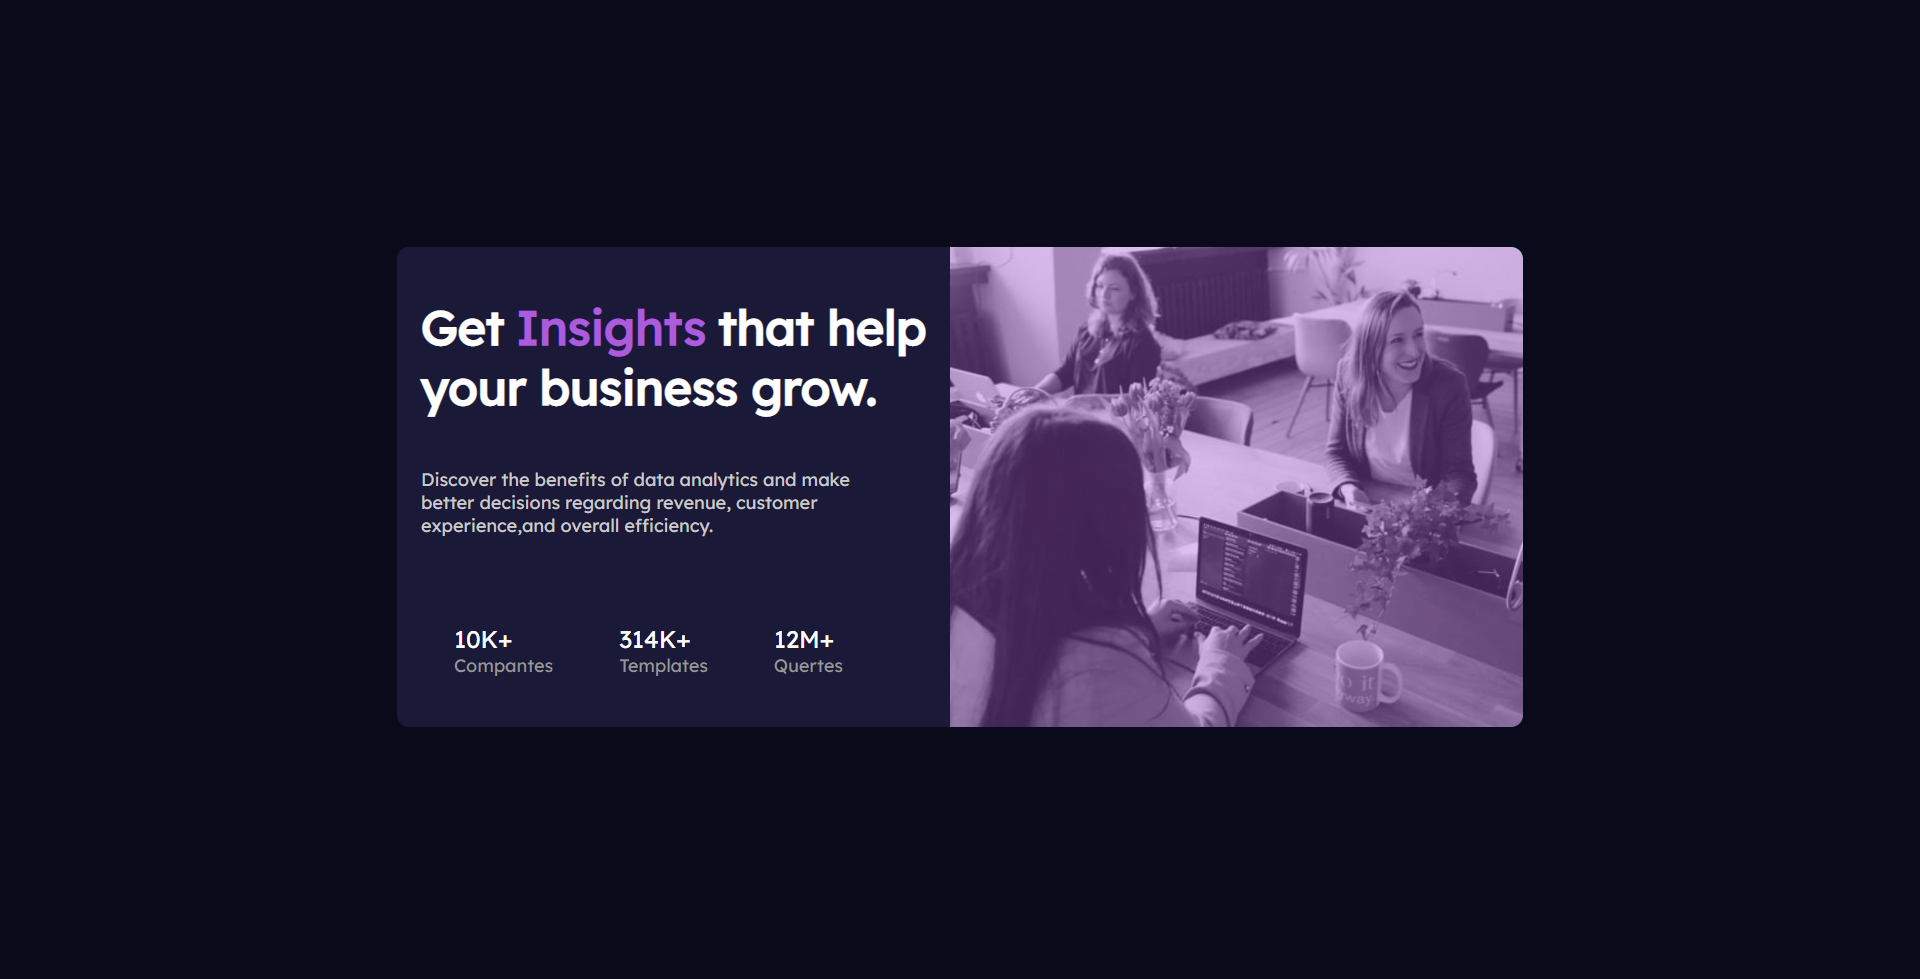 Get Insights that help
your business grow.
Discover the benefits of data analytics and make
better decisions regarding revenue, customer
experience,and overall efficiency.
10K+ 314K+ 12M+
Compantes Templates Quertes